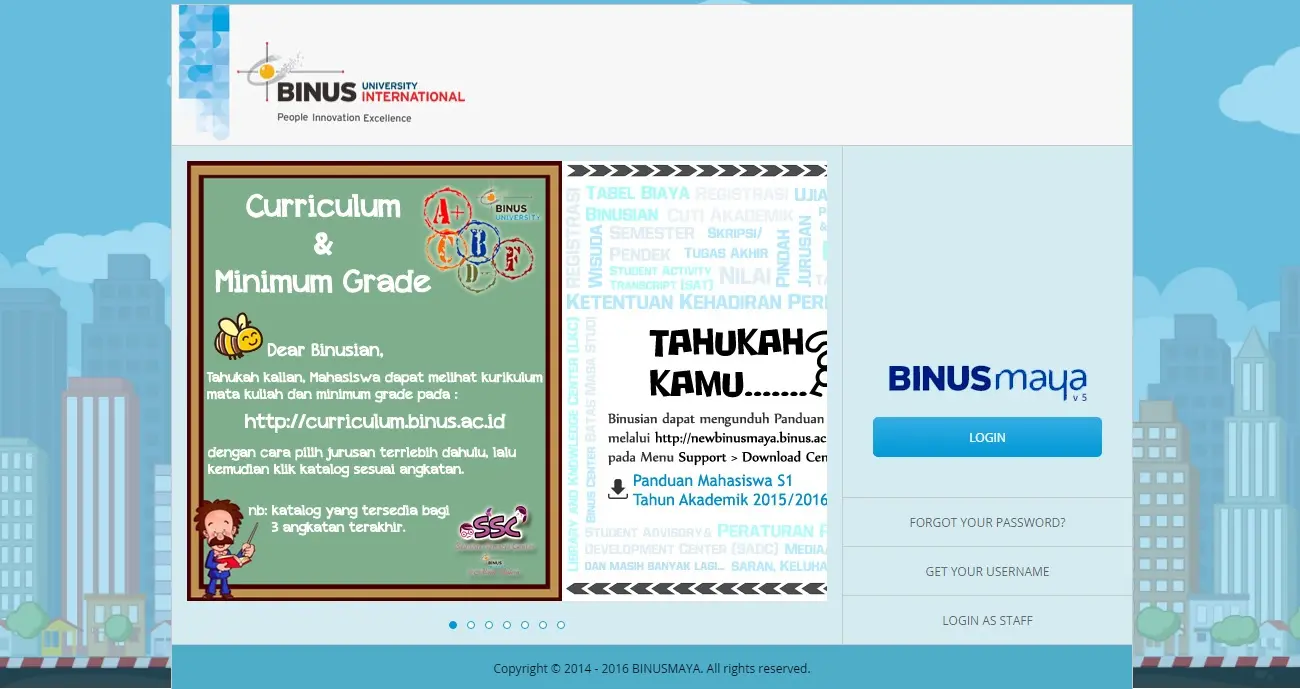 BINUS UNIVERSITY
INTERNATIONAL
People Innovation Excellence
Curriculum
&
Minimum Grade
A+
C
B
D-
F
BINUS
UNIVERSITY
Dear Binusian,
Tahukah kalian, Mahasiswa dapat melihat kurikulum
mata kuliah dan minimum grade pada :
http://curriculum.binus.ac.id
dengan cara pilih jurusan terrlebih dahulu, lalu
kemudian klik katalog sesuai angkatan.
nb: katalog yang tersedia bagi
3 angkatan terakhir.
SSC
BINUS
TABEL BIAYA REGISTRASI UJIA
REGISTRASI
BINUSIAN CUTI AKADEMIK
WISUDA
SEMESTER SKRIPSI/
PENDEK TUGAS AKHIR
PINDAH
JURUSAN
STUDENT ACTIVITY
TRANSCRIPT (SAT)
NILAI
KETENTUAN KEHADIRAN PER
LIBRARY AND KNOWLEDGE CENTER (LKC)
BINUS CENTER BATAS MASA STUDI
TAHUKAH
KAMU.......
Binusian dapat mengunduh Panduan
melalui http://newbinusmaya.binus.ac
pada Menu Support > Download Cen
Panduan Mahasiswa S1
Tahun Akademik 2015/2016
STUDENT ADVISORY & PERATURAN
DEVELOPMENT CENTER (SADC) MEDIA
DAN MASIH BANYAK LAGI... SARAN, KELUHA
BINUSmaya
v 5
LOGIN
FORGOT YOUR PASSWORD?
GET YOUR USERNAME
LOGIN AS STAFF
Copyright © 2014 - 2016 BINUSMAYA. All rights reserved.